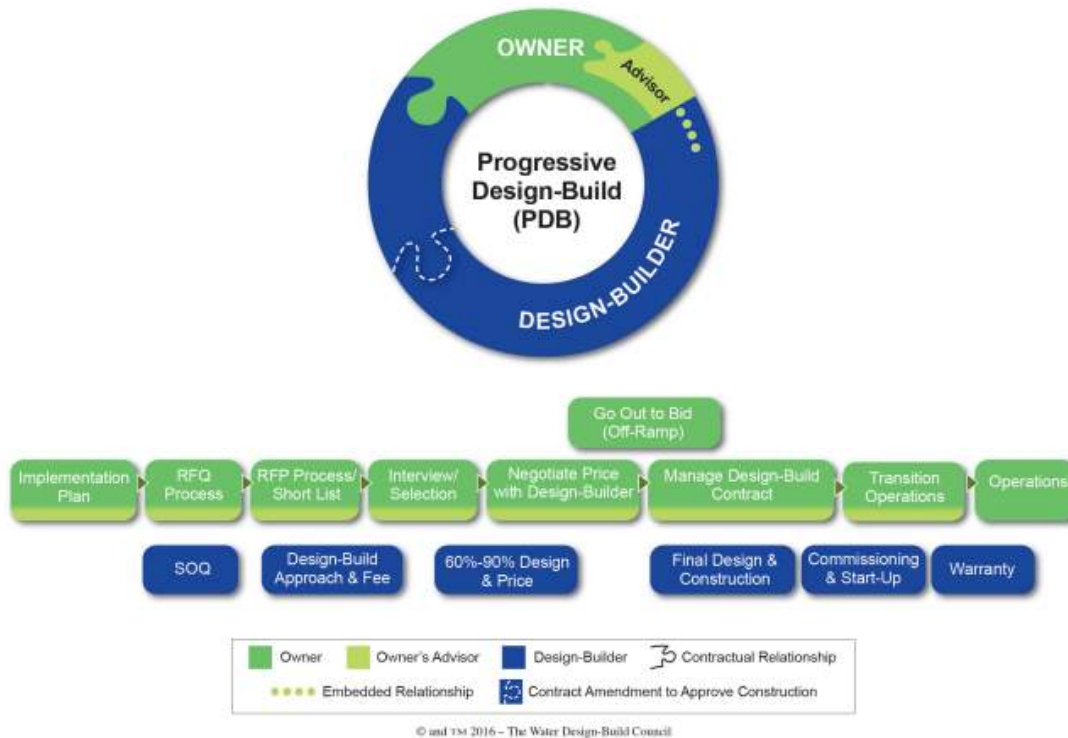 OWNER
Advisor
Progressive
Design-Build
(PDB)
DESIGN-BUILDER
Go Out to Bid
(Off-Ramp)
Implementation
Plan
RFQ
Process
RFP Process/
Short List
Interview/
Selection
Negotiate Price
with Design-Builder
Manage Design-Build
Contract
Transition
Operations
Operations
SOQ
Design-Build
Approach & Fee
60%-90% Design
& Price
Final Design &
Construction
Commissioning
& Start-Up
Warranty
Owner
Owner's Advisor
Design-Builder
Contractual Relationship
Embedded Relationship
Contract Amendment to Approve Construction
© and TM 2016 – The Water Design-Build Council